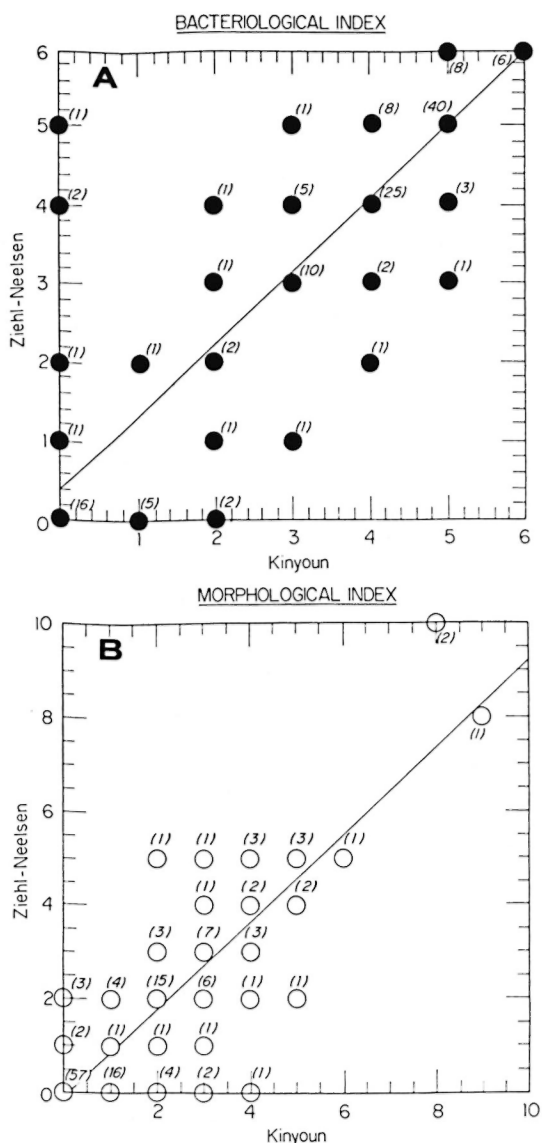 BACTERIOLOGICAL INDEX
A
6
(8) (6)
(1) (1) (8) (40)
5
(2) (1) (5) (25) (3)
4
(1) (10) (2) (1)
3
Ziehl-Neelsen
(1) (1) (2) (1)
2
(1) (1) (1)
1
(16) (5) (2)
0
1 2 3 4 5 6
Kinyoun
MORPHOLOGICAL INDEX
B
10
(2)
8
(1)
6
Ziehl-Neelsen
(1) (1) (3) (3) (1)
(1) (2) (2)
4
(3) (7) (3)
(3) (4) (15) (6) (1) (1)
2
(2) (1) (1) (1)
(57) (16) (4) (2) (1)
0
0 2 4 6 8 10
Kinyoun